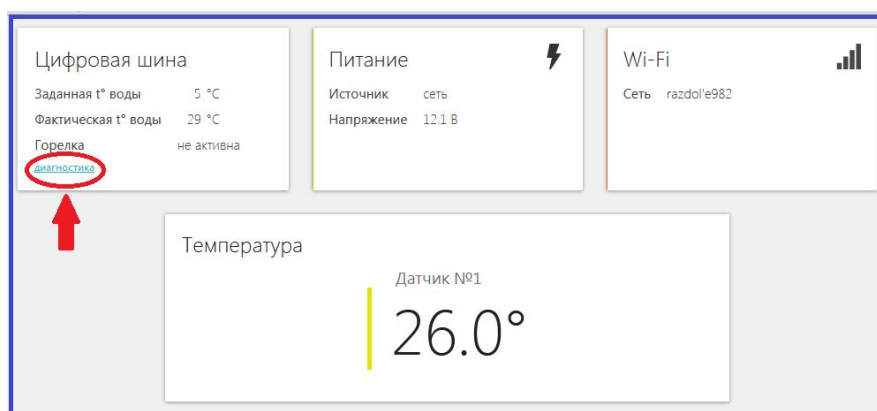 Цифровая шина
Заданная t° воды 5 °C
Фактическая t° воды 29 °C
Горелка не активна
диагностика
Питание
Источник сеть
Напряжение 12.1 В
Wi-Fi
Сеть razdol'e982
Температура
Датчик №1
26.0°